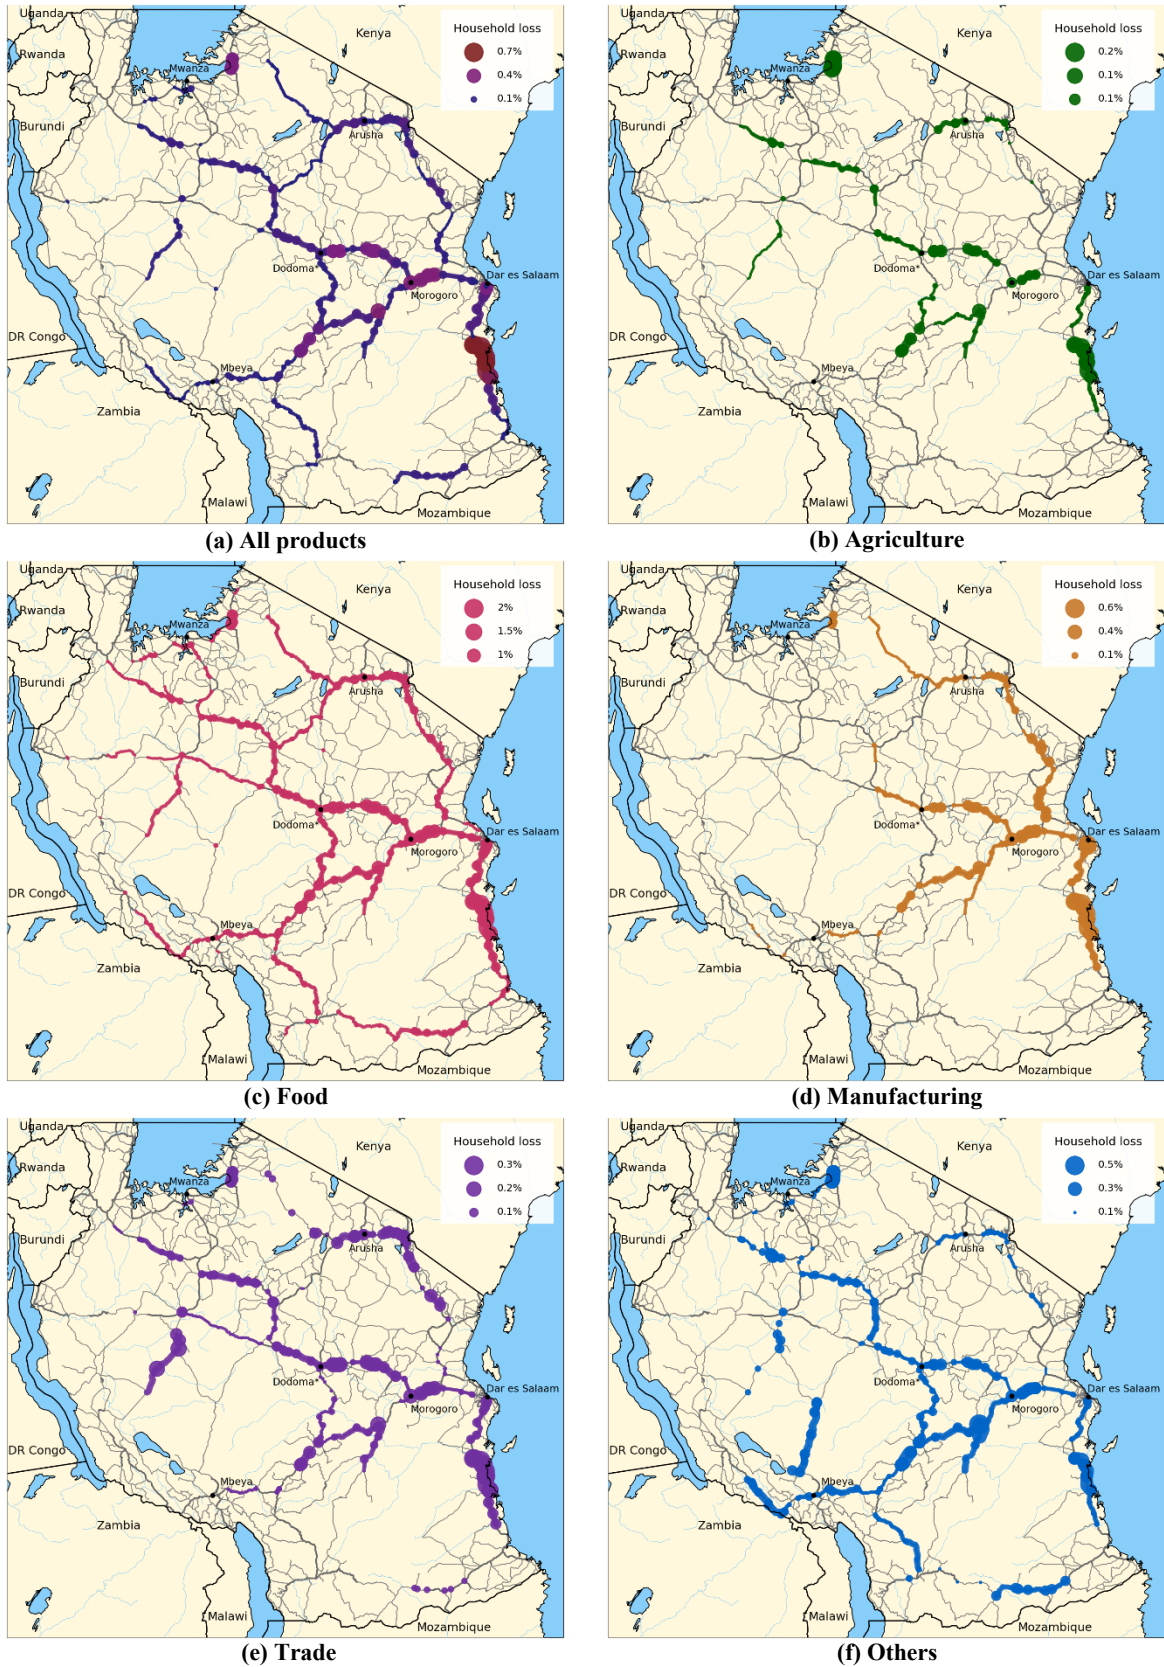 Uganda
Kenya
Rwanda
Mwanza
Burundi
Arusha
Dodoma*
Dar es Salaam
Morogoro
DR Congo
Mbeya
Zambia
Malawi
Mozambique
Household loss
0.7%
0.4%
0.1%
(a) All products
Uganda
Kenya
Rwanda
Mwanza
Burundi
Arusha
Dodoma*
Dar es Salaam
Morogoro
DR Congo
Mbeya
Zambia
Malawi
Mozambique
Household loss
0.2%
0.1%
0.1%
(b) Agriculture
Uganda
Kenya
Rwanda
Mwanza
Burundi
Arusha
Dodoma*
Dar es Salaam
Morogoro
DR Congo
Mbeya
Zambia
Malawi
Mozambique
Household loss
2%
1.5%
1%
(c) Food
Uganda
Kenya
Rwanda
Mwanza
Burundi
Arusha
Dodoma*
Dar es Salaam
Morogoro
DR Congo
Mbeya
Zambia
Malawi
Mozambique
Household loss
0.6%
0.4%
0.1%
(d) Manufacturing
Uganda
Kenya
Rwanda
Mwanza
Burundi
Arusha
Dodoma*
Dar es Salaam
Morogoro
DR Congo
Mbeya
Zambia
Malawi
Mozambique
Household loss
0.3%
0.2%
0.1%
(e) Trade
Uganda
Kenya
Rwanda
Mwanza
Burundi
Arusha
Dodoma*
Dar es Salaam
Morogoro
DR Congo
Mbeya
Zambia
Malawi
Mozambique
Household loss
0.5%
0.3%
0.1%
(f) Others